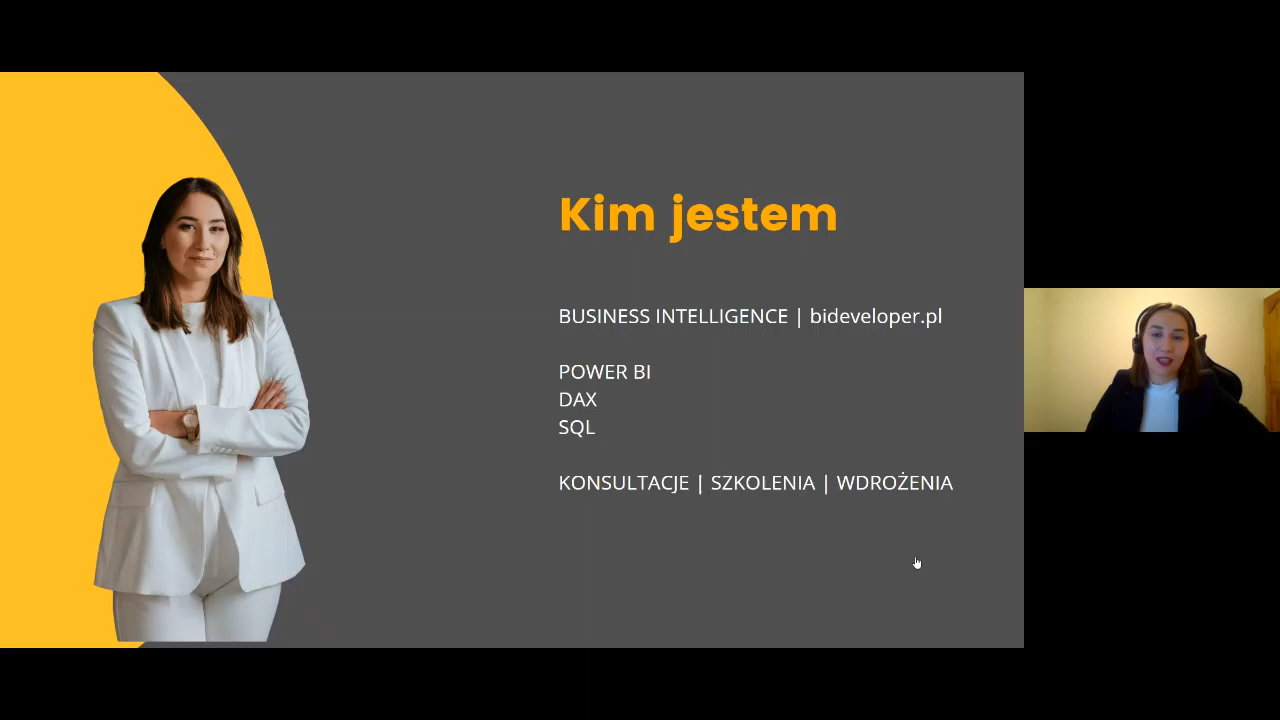 Kim jestem
BUSINESS INTELLIGENCE | bideveloper.pl
POWER BI
DAX
SQL
KONSULTACJE | SZKOLENIA | WDROŻENIA